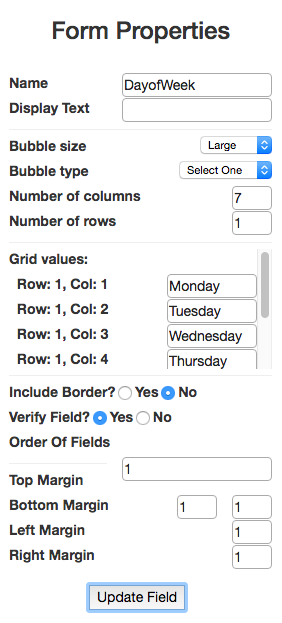 Form Properties
Name DayofWeek
Display Text
Bubble size Large
Bubble type Select One
Number of columns 7
Number of rows 1
Grid values:
Row: 1, Col: 1 Monday
Row: 1, Col: 2 Tuesday
Row: 1, Col: 3 Wednesday
Row: 1, Col: 4 Thursday
Include Border? Yes No
Verify Field? Yes No
Order Of Fields
1
Top Margin
Bottom Margin 1 1
Left Margin 1
Right Margin 1
Update Field